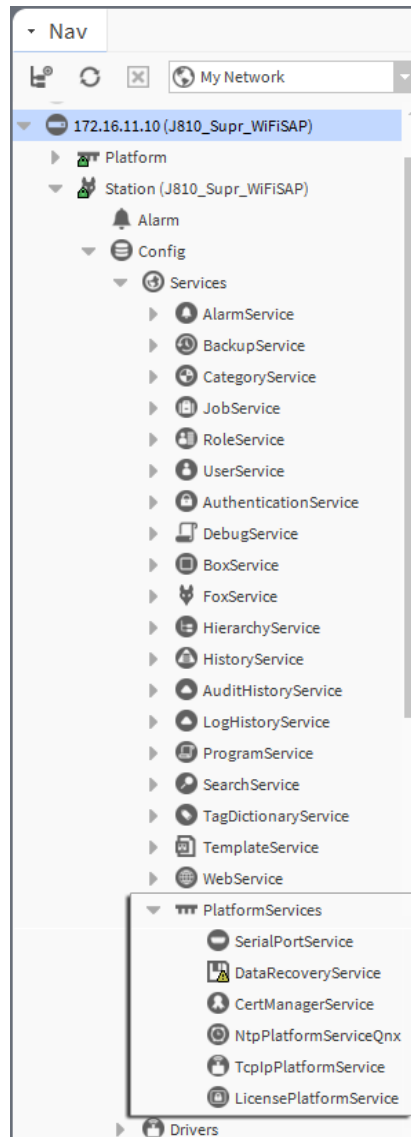 Nav
My Network
172.16.11.10 (J810_Supr_WiFiSAP)
Platform
Station (J810_Supr_WiFiSAP)
Alarm
Config
Services
AlarmService
BackupService
CategoryService
JobService
RoleService
UserService
AuthenticationService
DebugService
BoxService
FoxService
HierarchyService
HistoryService
AuditHistoryService
LogHistoryService
ProgramService
SearchService
TagDictionaryService
TemplateService
WebService
PlatformServices
SerialPortService
DataRecoveryService
CertManagerService
NtpPlatformServiceQnx
TcpIpPlatformService
LicensePlatformService
Drivers